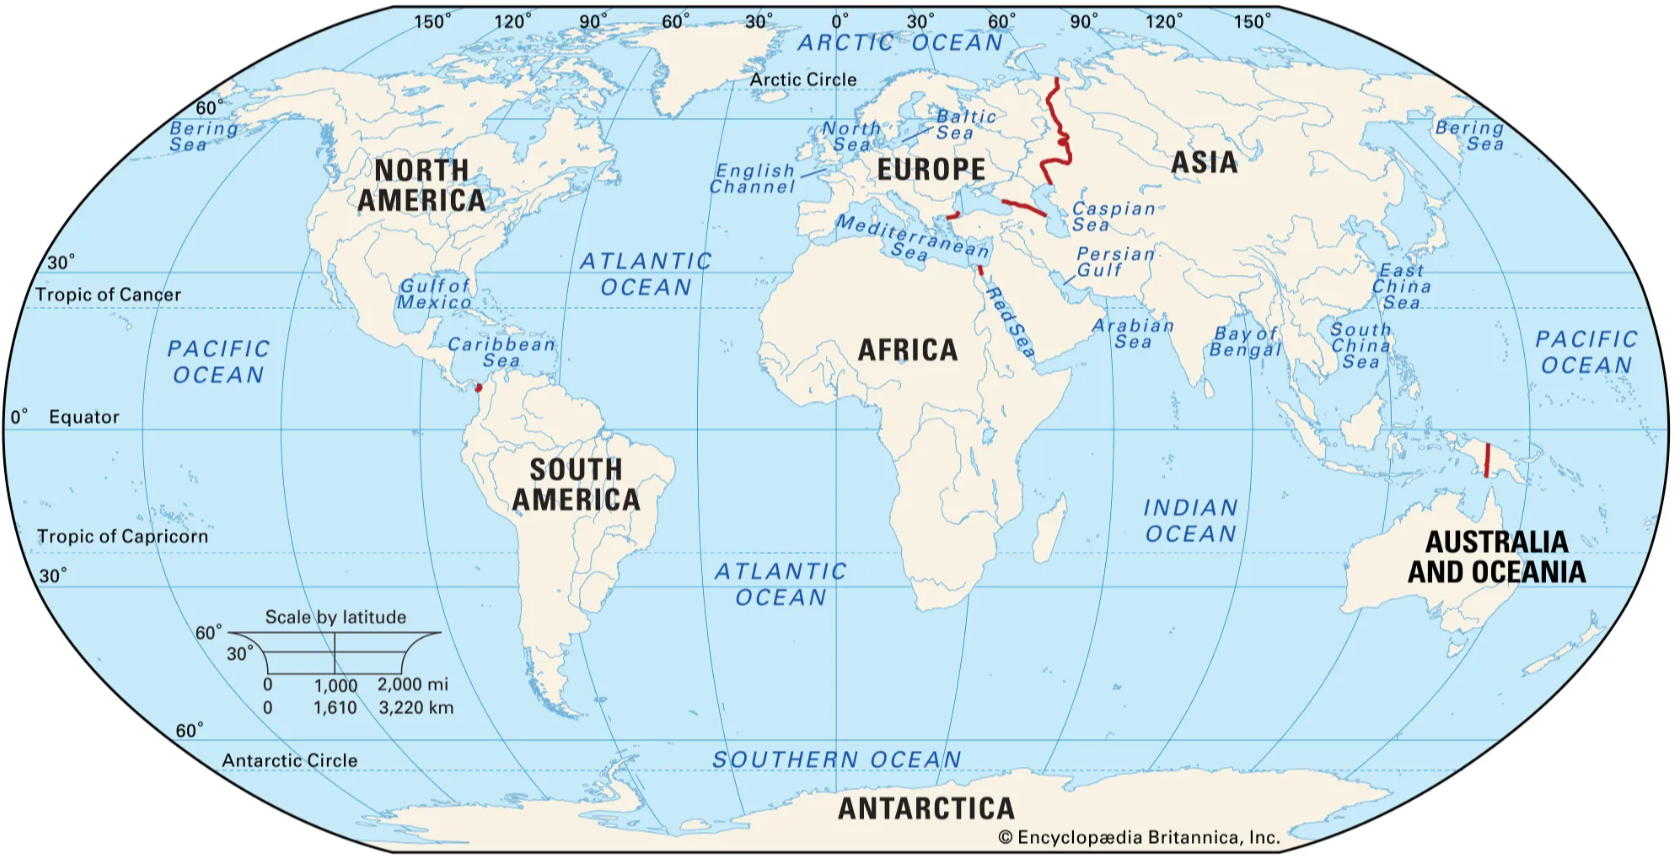 150° 120° 90° 60° 30° 0° 30° 60° 90° 120° 150°
ARCTIC OCEAN
Arctic Circle
60°
Bering
Sea
North
Sea
Baltic
Sea
Bering
Sea
NORTH
AMERICA
English
Channel
EUROPE
ASIA
Caspian
Sea
Mediterranean
Sea
Persian
Gulf
30°
ATLANTIC
OCEAN
Tropic of Cancer
Gulf of
Mexico
East
China
Sea
Red Sea
Arabian
Sea
Bay of
Bengal
South
China
Sea
PACIFIC
OCEAN
Caribbean
Sea
AFRICA
PACIFIC
OCEAN
0° Equator
SOUTH
AMERICA
INDIAN
OCEAN
Tropic of Capricorn
AUSTRALIA
AND OCEANIA
30°
ATLANTIC
OCEAN
Scale by latitude
60°
30°
0 1,000 2,000 mi
0 1,610 3,220 km
60°
Antarctic Circle
SOUTHERN OCEAN
ANTARCTICA
© Encyclopædia Britannica, Inc.